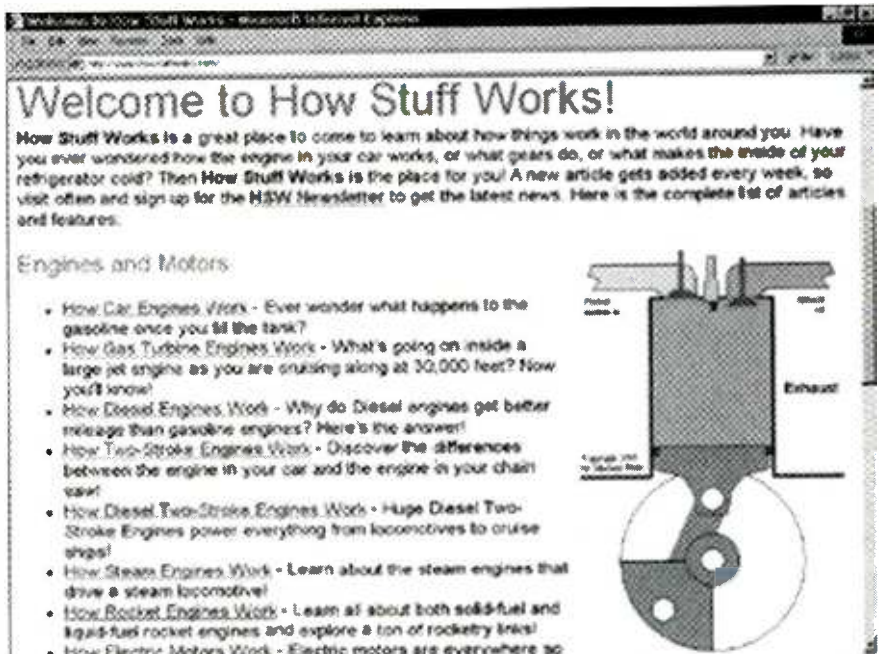 Welcome to How Stuff Works - Microsoft Internet Explorer
Welcome to How Stuff Works!
How Stuff Works is a great place to come to learn about how things work in the world around you. Have
you ever wondered how the engine in your car works, or what gears do, or what makes the inside of your
refrigerator cold? Then How Stuff Works is the place for you! A new article gets added every week, so
visit often and sign up for the HSW Newsletter to get the latest news. Here is the complete list of articles
and features.
Engines and Motors
• How Car Engines Work - Ever wonder what happens to the
gasoline once you fill the tank?
• How Gas Turbine Engines Work - What's going on inside a
large jet engine as you are cruising along at 30,000 feet? Now
you'll know!
• How Diesel Engines Work - Why do Diesel engines get better
mileage than gasoline engines? Here's the answer!
• How Two-Stroke Engines Work - Discover the differences
between the engine in your car and the engine in your chain
saw!
• How Diesel Two-Stroke Engines Work - Huge Diesel Two-
Stroke Engines power everything from locomotives to cruise
ships!
• How Steam Engines Work - Learn about the steam engines that
drive a steam locomotive!
• How Rocket Engines Work - Learn all about both solid-fuel and
liquid-fuel rocket engines and explore a ton of rocketry links!
• How Electric Motors Work - Electric motors are everywhere so
Exhaust